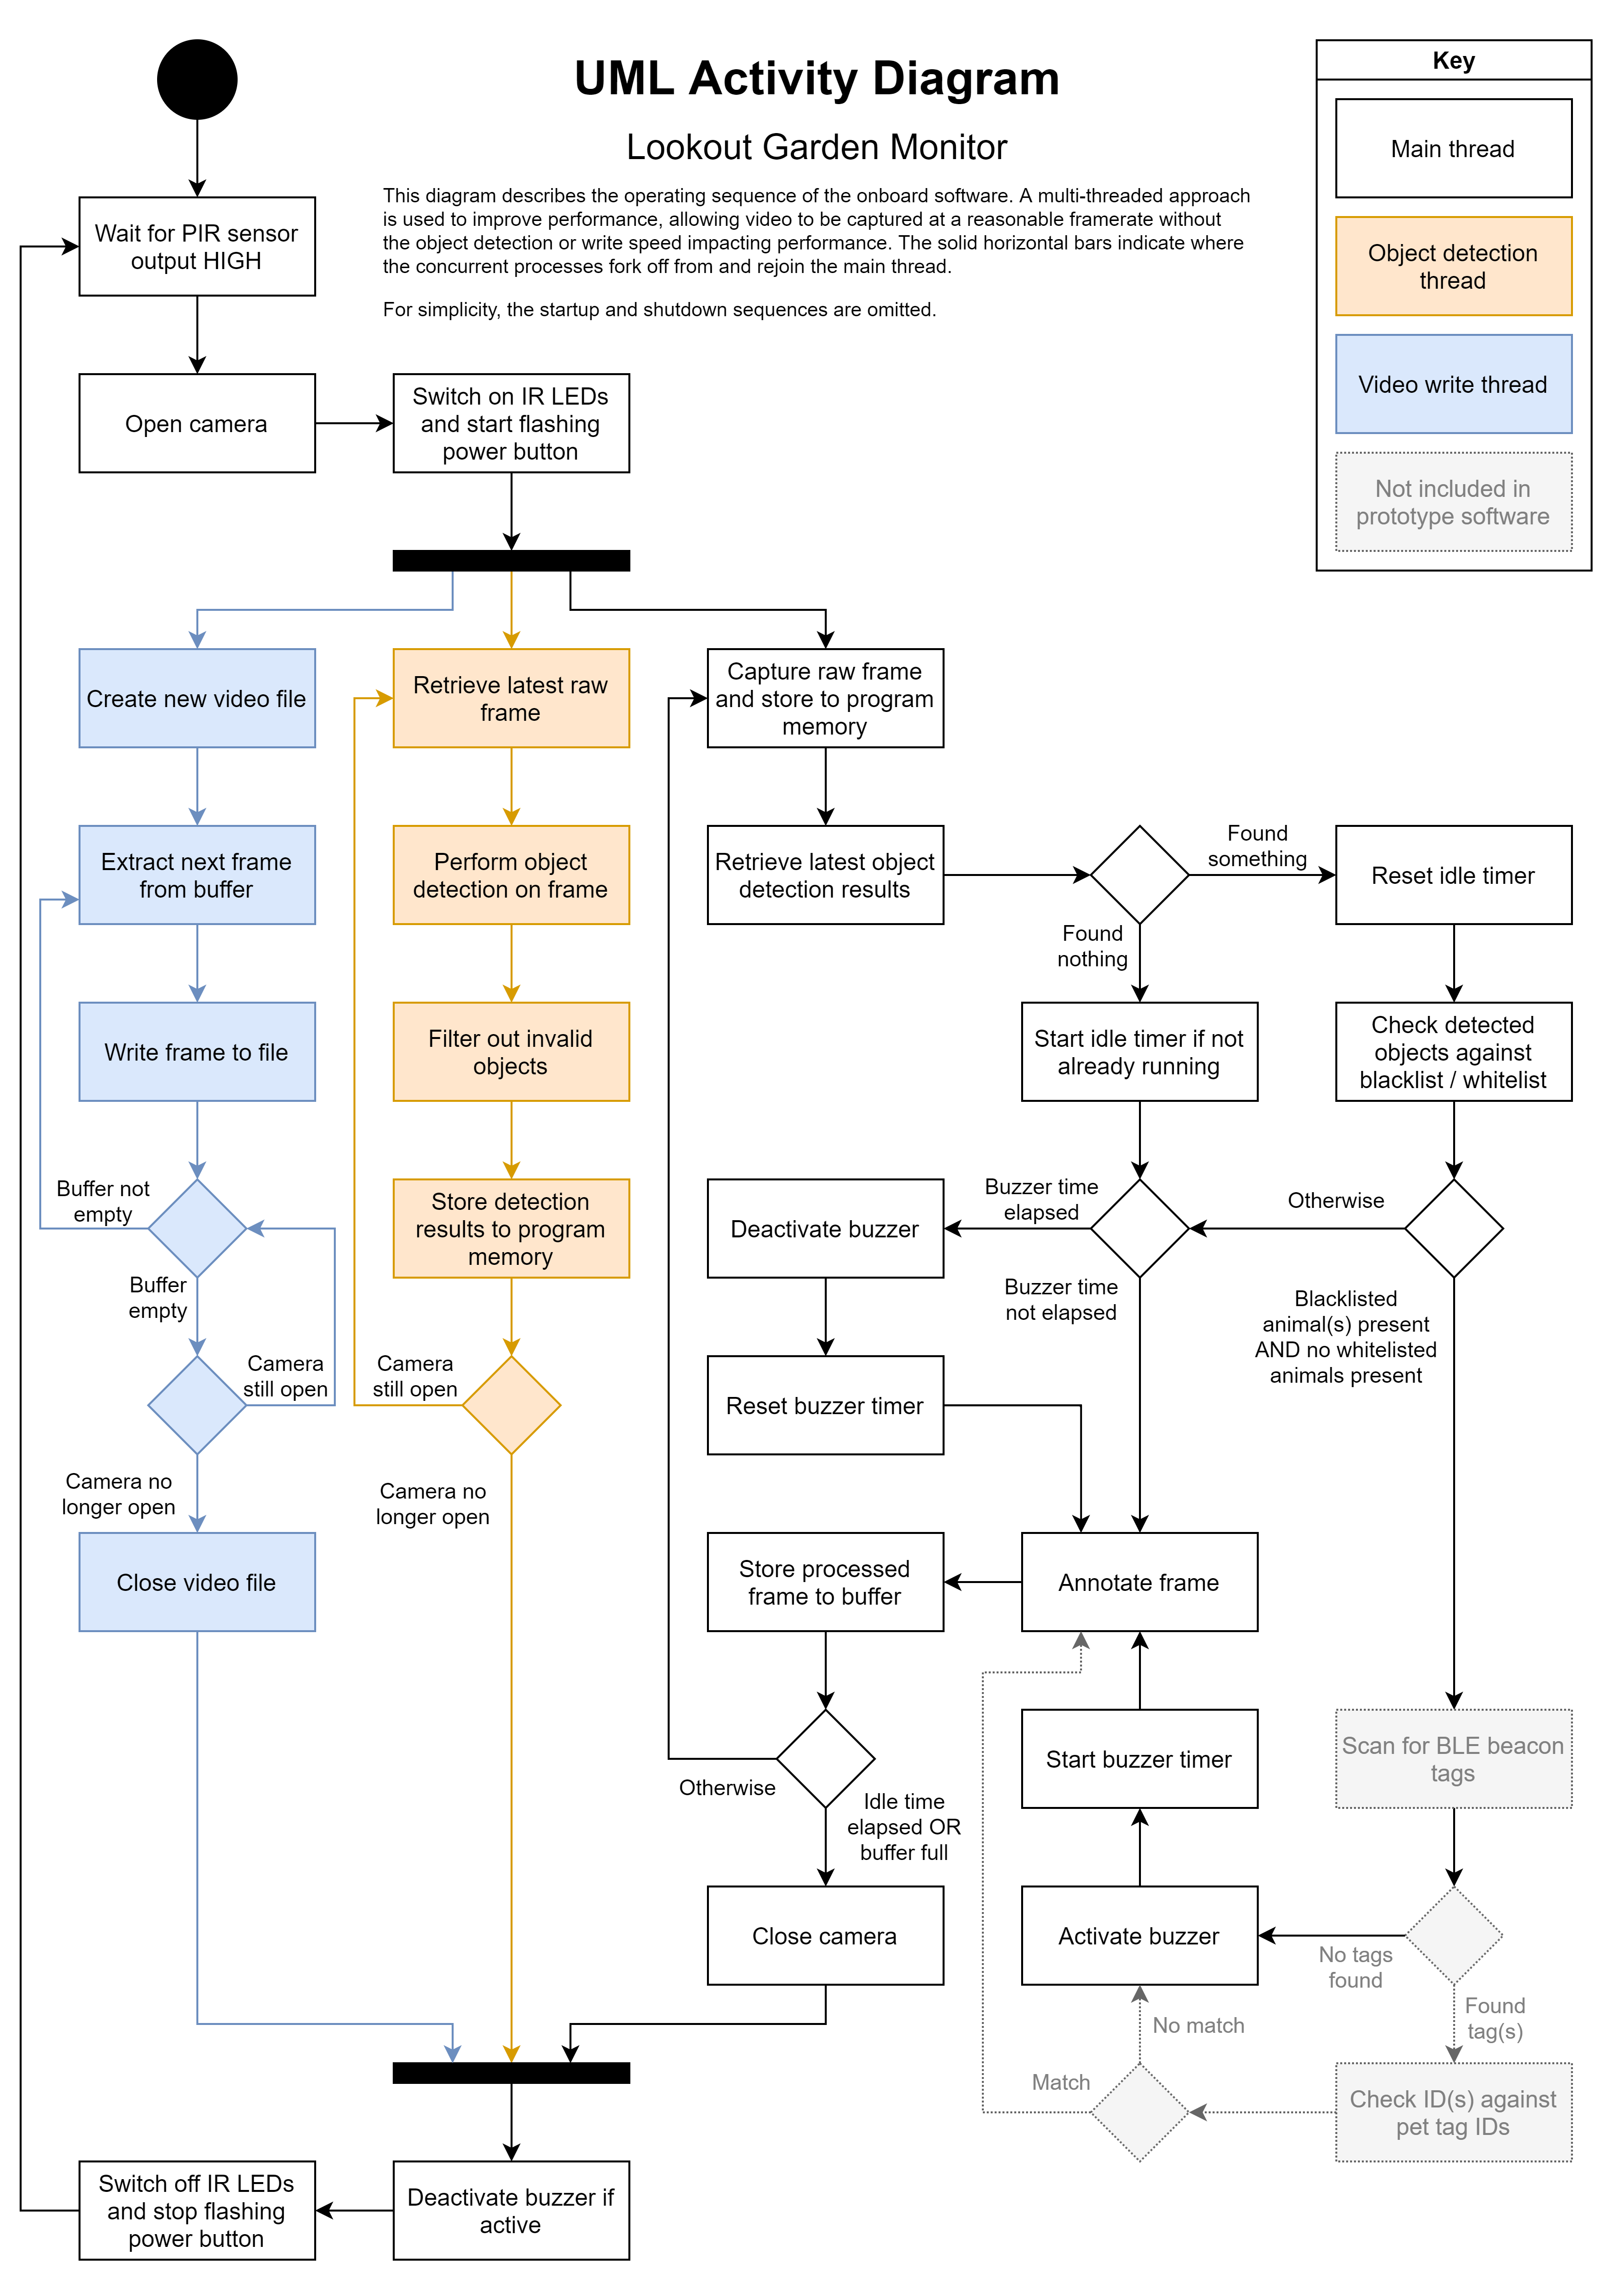 UML Activity Diagram
Lookout Garden Monitor
This diagram describes the operating sequence of the onboard software. A multi-threaded approach
is used to improve performance, allowing video to be captured at a reasonable framerate without
the object detection or write speed impacting performance. The solid horizontal bars indicate where
the concurrent processes fork off from and rejoin the main thread.
For simplicity, the startup and shutdown sequences are omitted.
Key
Main thread
Object detection
thread
Video write thread
Not included in
prototype software
Wait for PIR sensor
output HIGH
Open camera
Switch on IR LEDs
and start flashing
power button
Create new video file
Retrieve latest raw
frame
Capture raw frame
and store to program
memory
Extract next frame
from buffer
Perform object
detection on frame
Retrieve latest object
detection results
Found
something
Reset idle timer
Found
nothing
Write frame to file
Filter out invalid
objects
Start idle timer if not
already running
Check detected
objects against
blacklist / whitelist
Buffer not
empty
Store detection
results to program
memory
Deactivate buzzer
Buzzer time
elapsed
Otherwise
Buffer
empty
Buzzer time
not elapsed
Blacklisted
animal(s) present
AND no whitelisted
animals present
Camera
still open
Camera
still open
Reset buzzer timer
Camera no
longer open
Camera no
longer open
Close video file
Store processed
frame to buffer
Annotate frame
Otherwise
Idle time
elapsed OR
buffer full
Start buzzer timer
Scan for BLE beacon
tags
Close camera
Activate buzzer
No tags
found
Found
tag(s)
No match
Match
Check ID(s) against
pet tag IDs
Switch off IR LEDs
and stop flashing
power button
Deactivate buzzer if
active